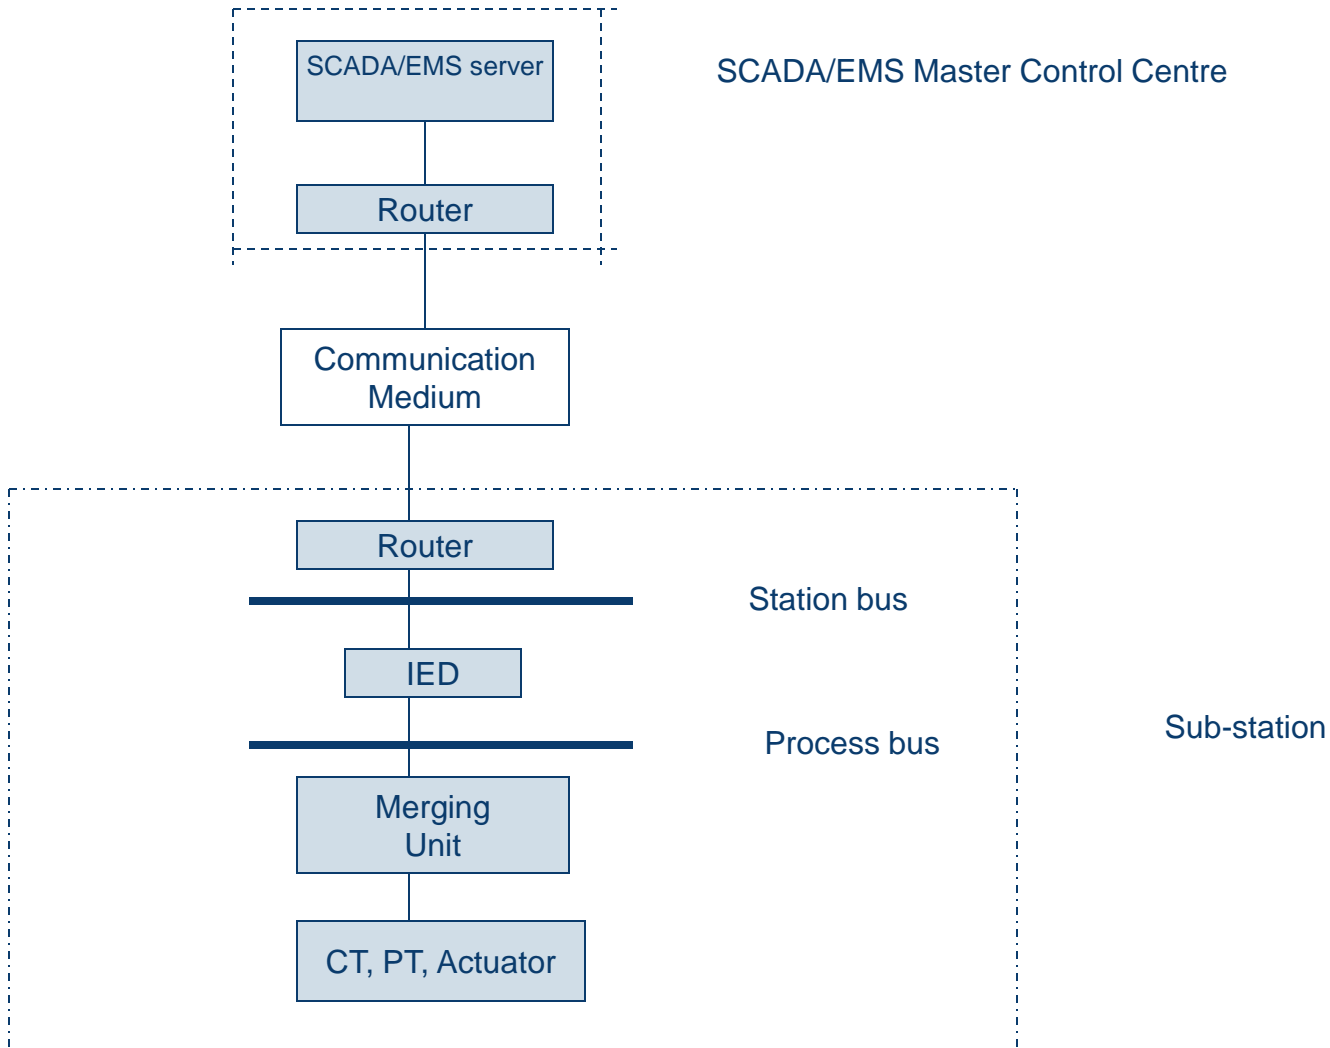 SCADA/EMS server
SCADA/EMS Master Control Centre
Router
Communication
Medium
Router
Station bus
IED
Process bus
Sub-station
Merging
Unit
CT, PT, Actuator